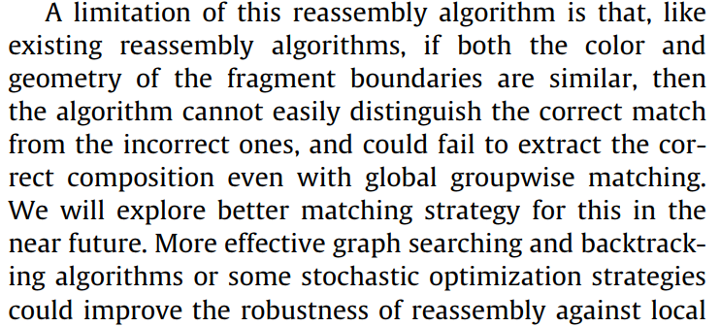 A limitation of this reassembly algorithm is that, like
existing reassembly algorithms, if both the color and
geometry of the fragment boundaries are similar, then
the algorithm cannot easily distinguish the correct match
from the incorrect ones, and could fail to extract the cor-
rect composition even with global groupwise matching.
We will explore better matching strategy for this in the
near future. More effective graph searching and backtrack-
ing algorithms or some stochastic optimization strategies
could improve the robustness of reassembly against local